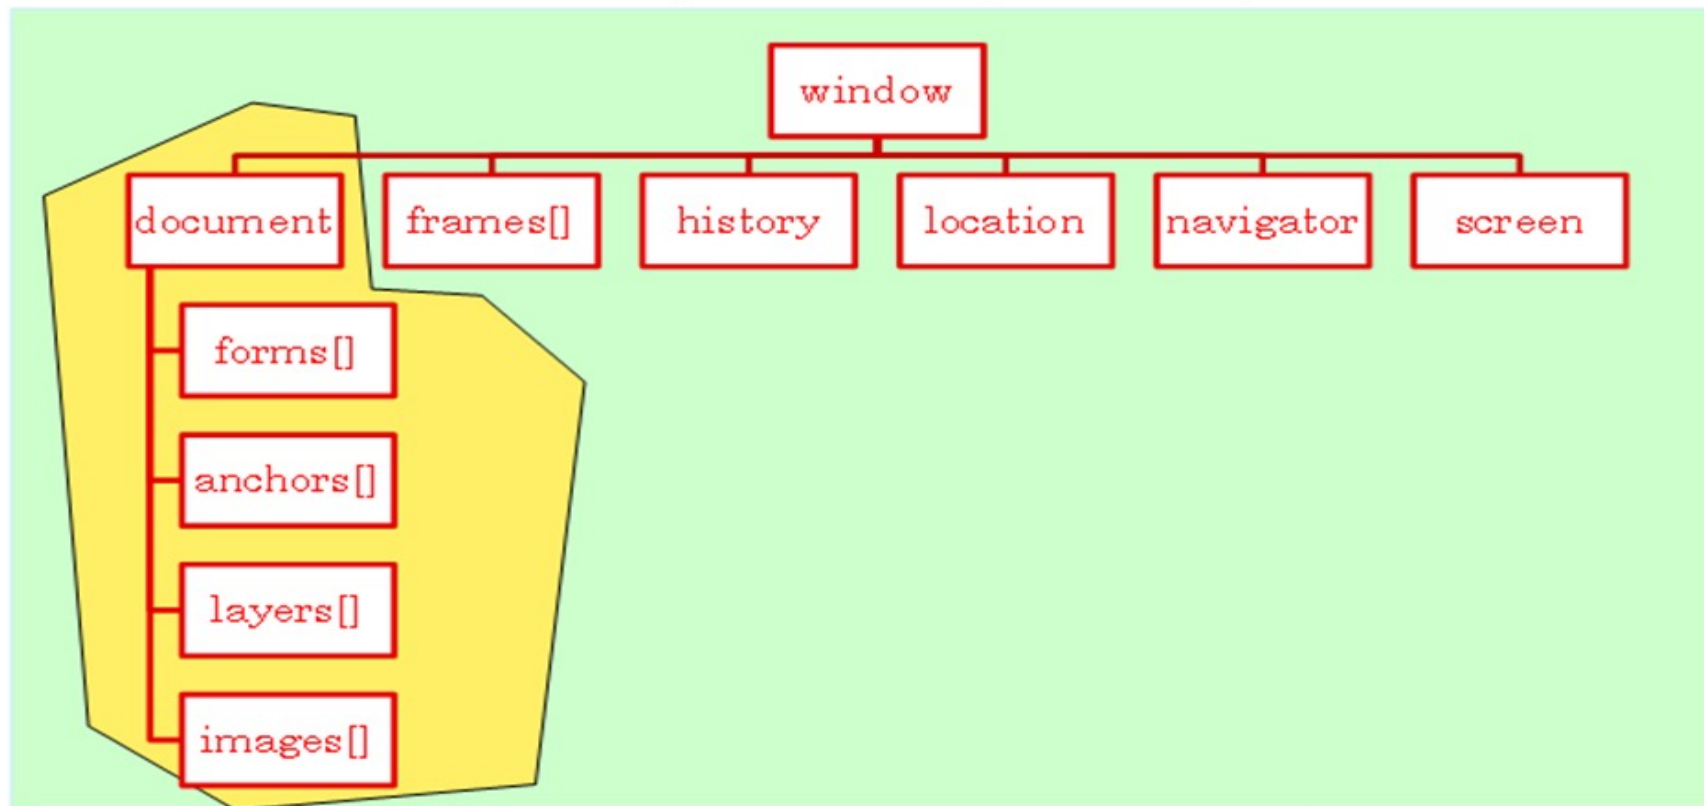 window
document
frames[]
history
location
navigator
screen
forms[]
anchors[]
layers[]
images[]